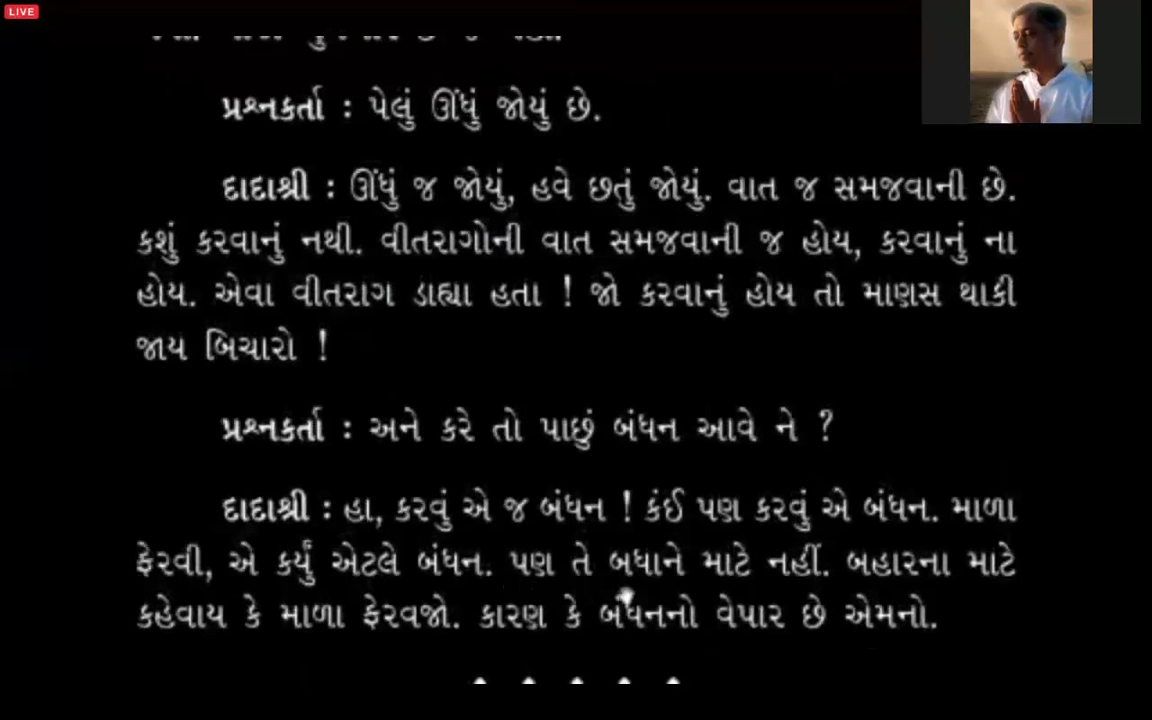 LIVE
પ્રશ્નકર્તા : પેલું ઊંધું જોયું છે.
દાદાશ્રી : ઊંધું જ જોયું, હવે છતું જોયું. વાત જ સમજવાની છે.
કશું કરવાનું નથી. વીતરાગોની વાત સમજવાની જ હોય, કરવાનું ના
હોય. એવા વીતરાગ ડાહ્યા હતા ! જો કરવાનું હોય તો માણસ થાકી
જાય બિચારો !
પ્રશ્નકર્તા : અને કરે તો પાછું બંધન આવે ને ?
દાદાશ્રી : હા, કરવું એ જ બંધન ! કંઈ પણ કરવું એ બંધન. માળા
ફેરવી, એ કર્યું એટલે બંધન. પણ તે બધાને માટે નહીં. બહારના માટે
કહેવાય કે માળા ફેરવજો. કારણ કે બંધનનો વેપાર છે એમનો.